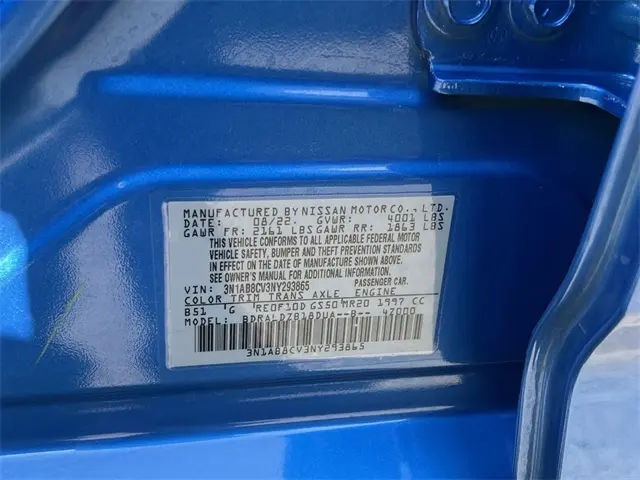 MANUFACTURED BY NISSAN MOTOR CO., LTD.
DATE: 08/22. GVWR: 4001 LBS
GAWR FR: 2161 LBS GAWR RR: 1863 LBS
THIS VEHICLE CONFORMS TO ALL APPLICABLE FEDERAL MOTOR
VEHICLE SAFETY, BUMPER AND THEFT PREVENTION STANDARDS
IN EFFECT ON THE DATE OF MANUFACTURE SHOWN ABOVE.
SEE OWNER'S MANUAL FOR ADDITIONAL INFORMATION.
VIN: 3N1AB8CV3NY293865 PASSENGER CAR.
COLOR TRIM TRANS AXLE ENGINE
B51 G RE0F10D GS50 MR20 1997 CC
MODEL: BDRALDZB18DUA--B-- 4Z000
3N1AB8CV3NY293865